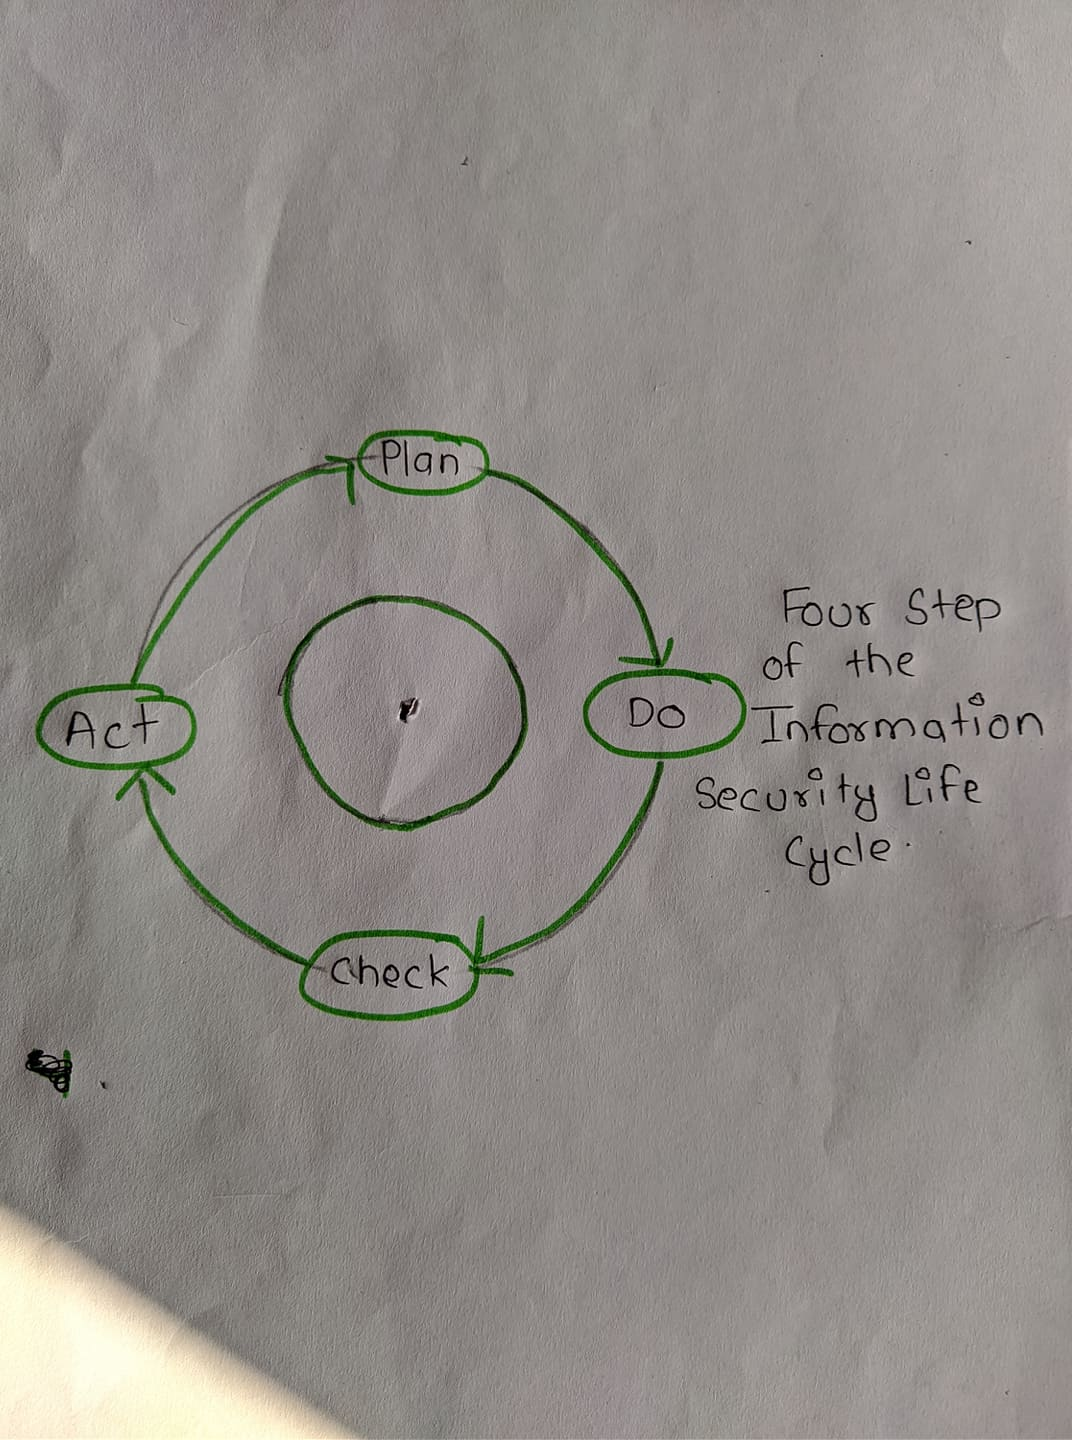 Plan
Act
Do
Check
Four Step
of the
Information
Security Life
Cycle.